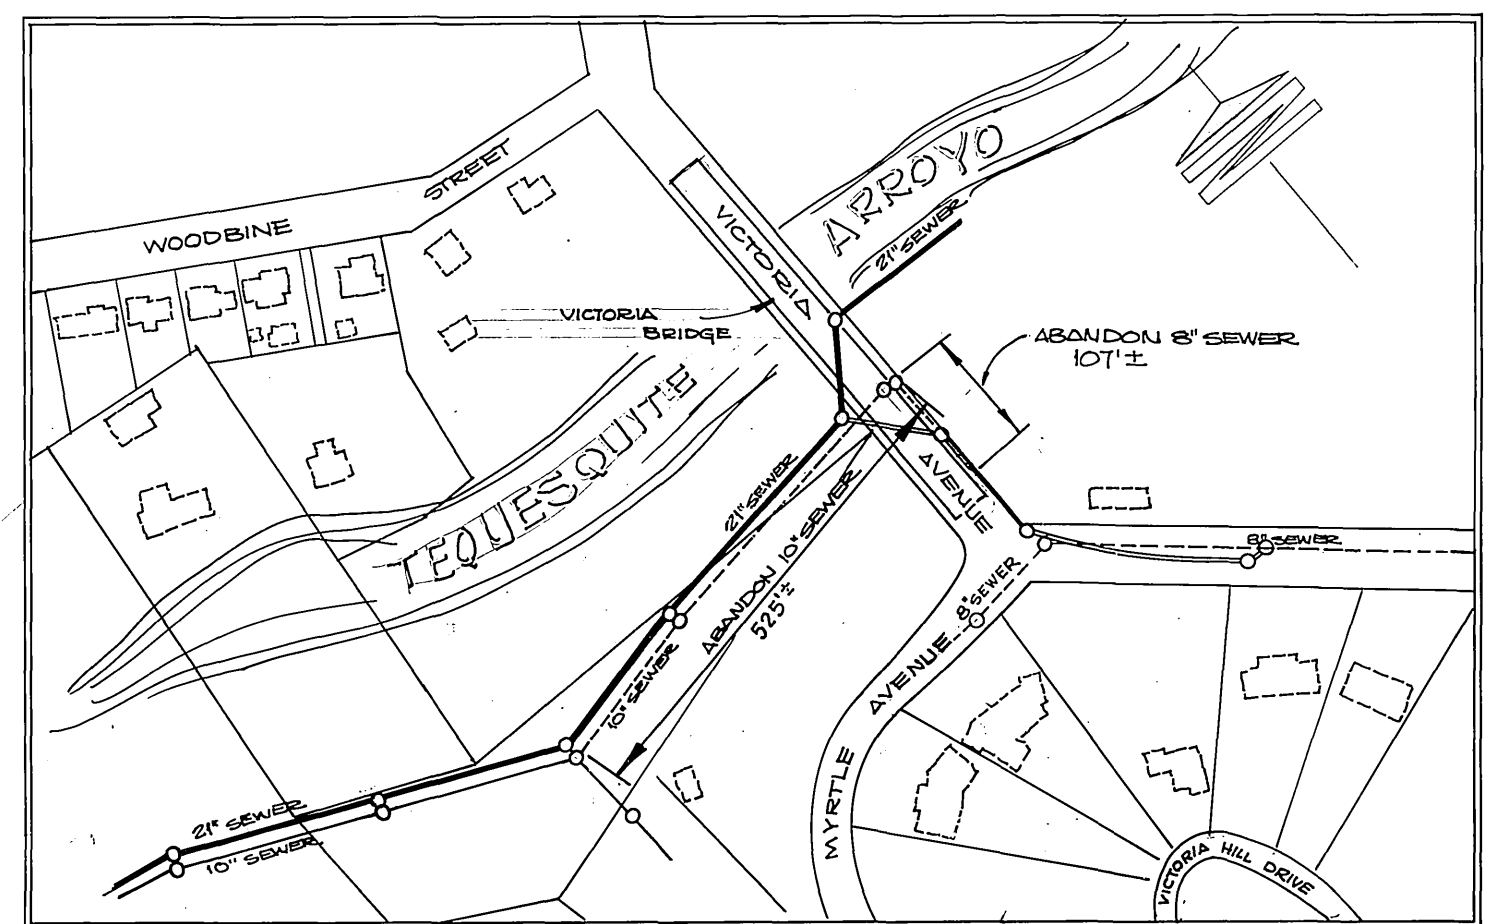 ARROYO
STREET
WOODBINE
VICTORIA
21" SEWER
VICTORIA
BRIDGE
ABANDON 8" SEWER
107'±
TEQUESQUITE
AVENUE
21" SEWER
ABANDON 10" SEWER
525'±
8" SEWER
8" SEWER
10" SEWER
MYRTLE AVENUE
21" SEWER
10" SEWER
VICTORIA HILL DRIVE